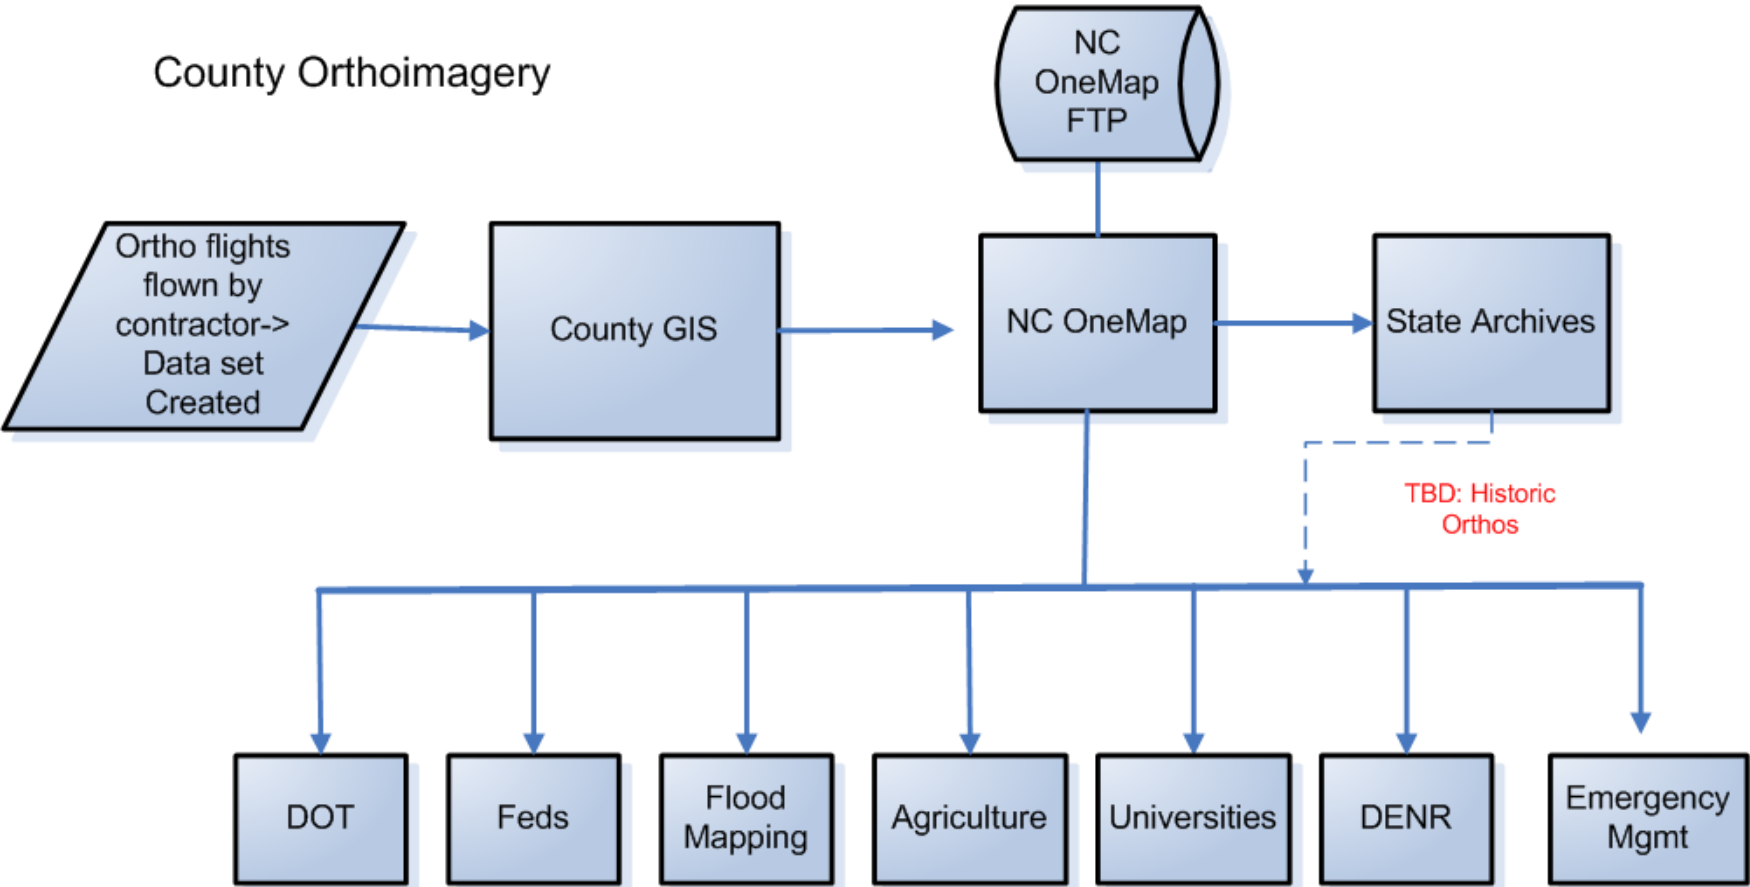 County Orthoimagery
NC
OneMap
FTP
Ortho flights
flown by
contractor->
Data set
Created
County GIS
NC OneMap
State Archives
TBD: Historic
Orthos
DOT
Feds
Flood
Mapping
Agriculture
Universities
DENR
Emergency
Mgmt